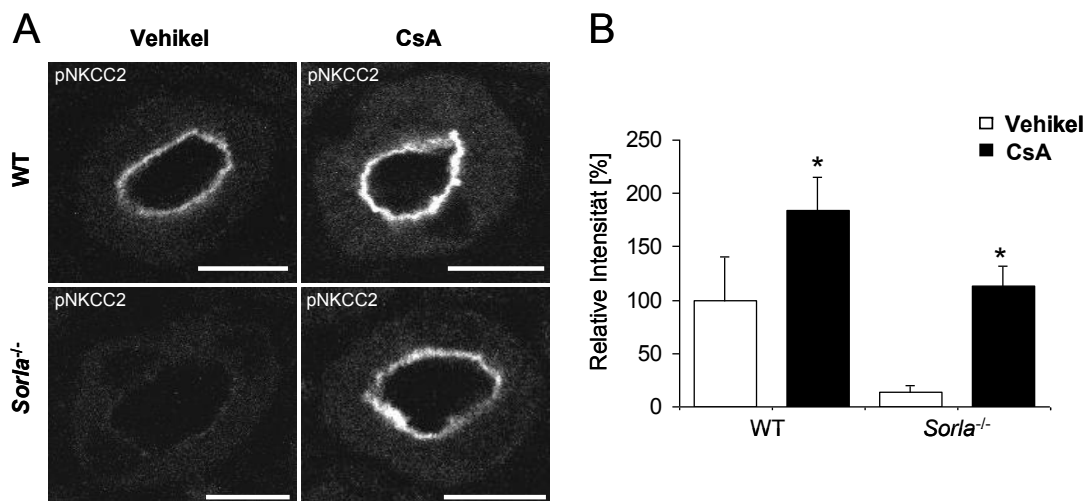 A
Vehikel
CsA
WT
pNKCC2
pNKCC2
Sorla-/-
pNKCC2
pNKCC2
B
Vehikel
CsA
Relative Intensität [%]
250
200
150
100
50
0
*
*
WT
Sorla-/-